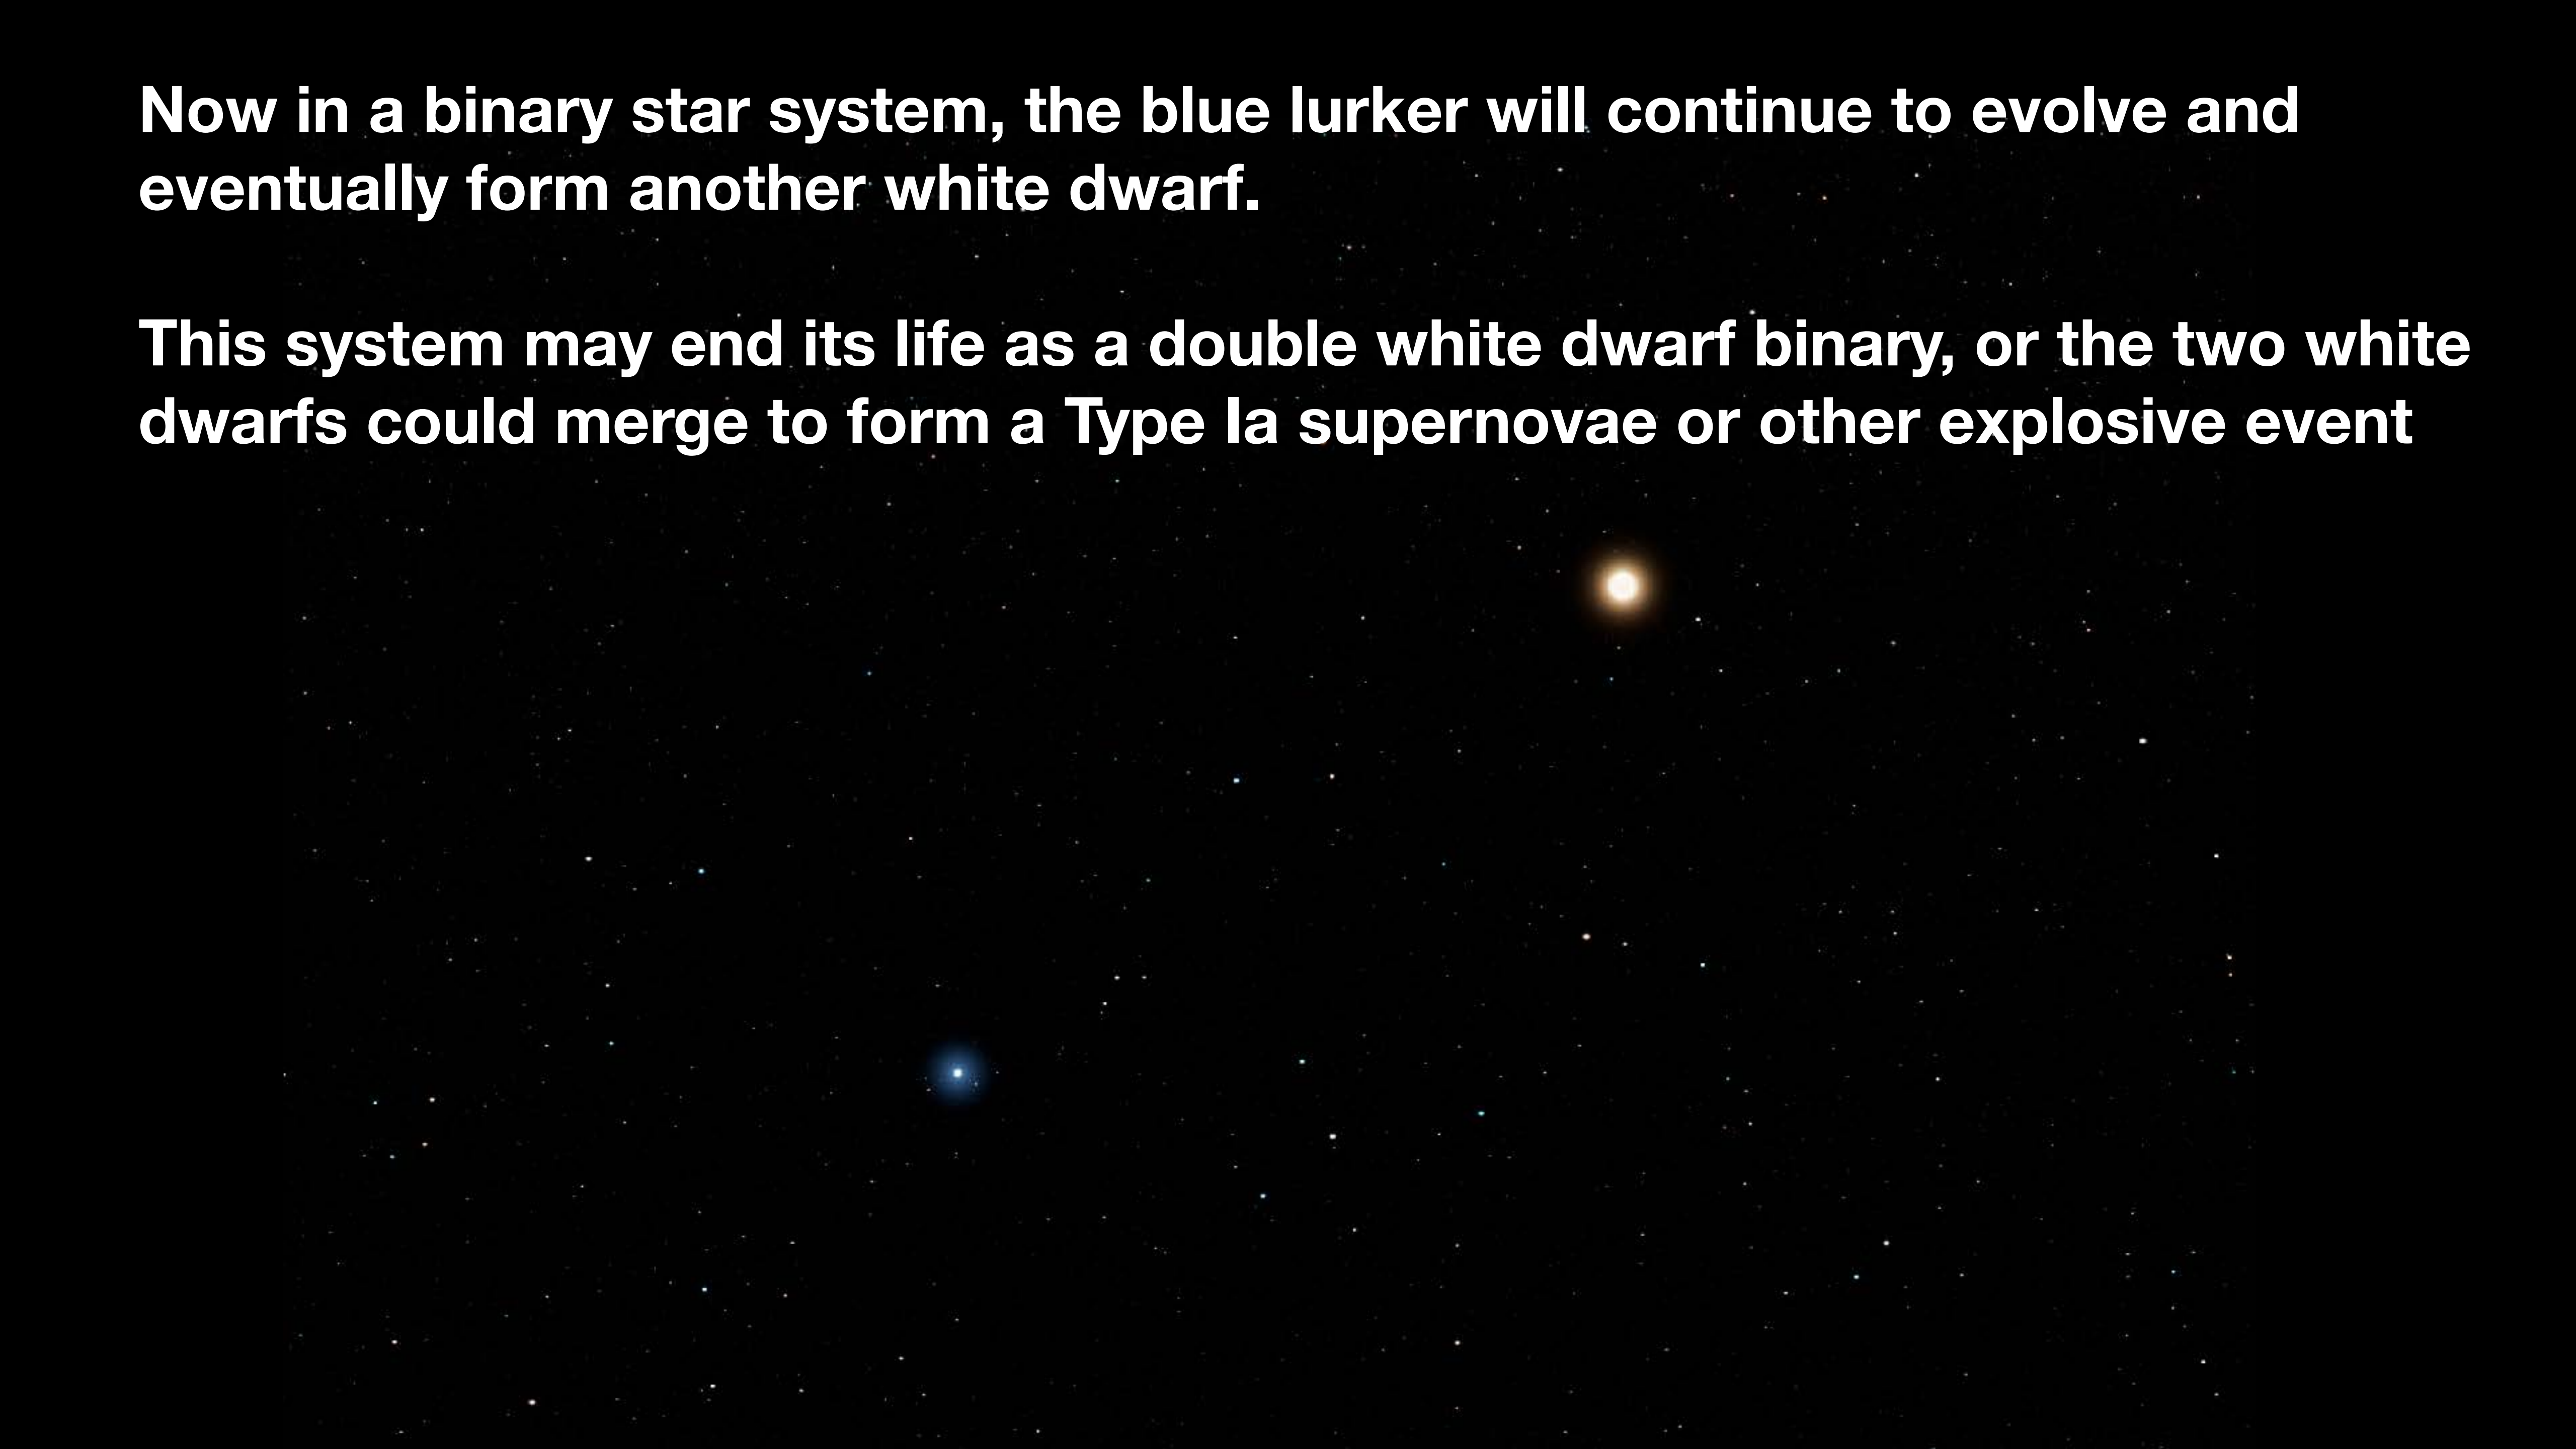 Now in a binary star system, the blue lurker will continue to evolve and
eventually form another white dwarf.
This system may end its life as a double white dwarf binary, or the two white
dwarfs could merge to form a Type Ia supernovae or other explosive event